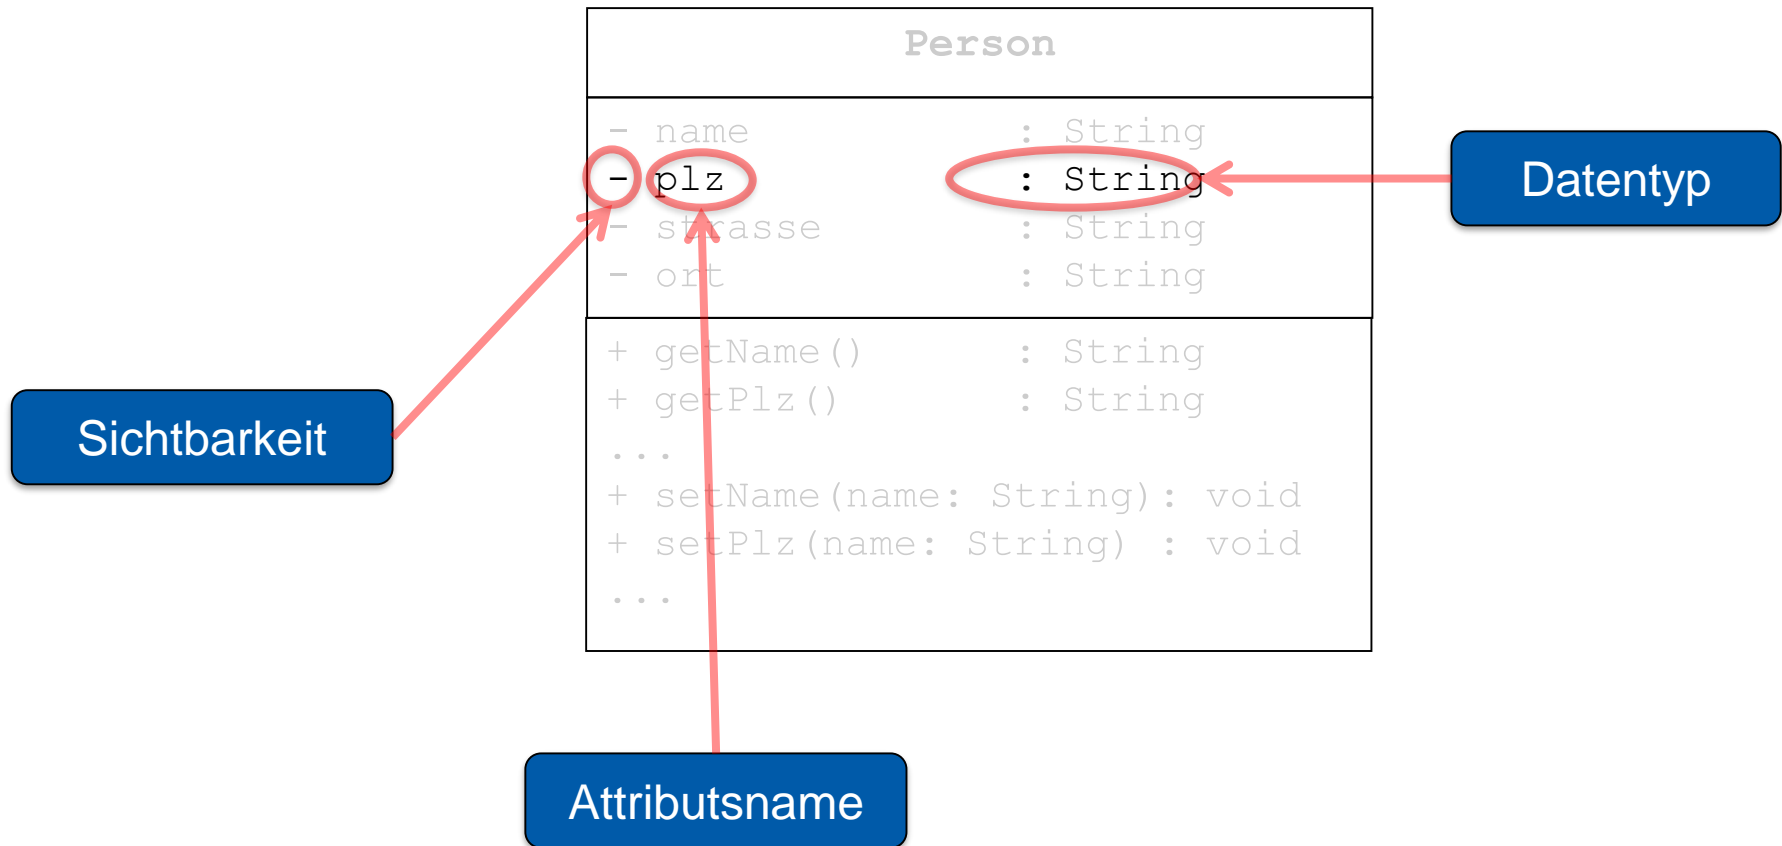 Person
- name : String
- plz : String
Datentyp
- strasse : String
- ort : String
+ getName() : String
+ getPlz() : String
Sichtbarkeit
...
+ setName(name: String): void
+ setPlz(name: String) : void
...
Attributsname